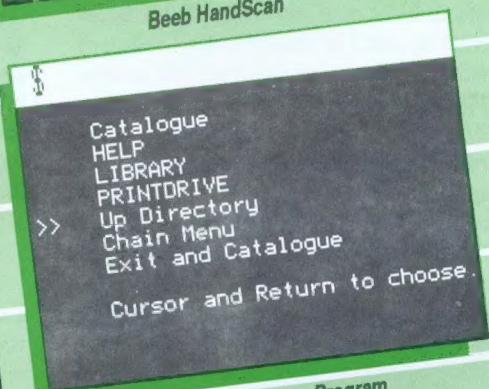 Beeb HandScan
$
Catalogue
HELP
LIBRARY
PRINTDRIVE
>> Up Directory
Chain Menu
Exit and Catalogue
Cursor and Return to choose.
Program